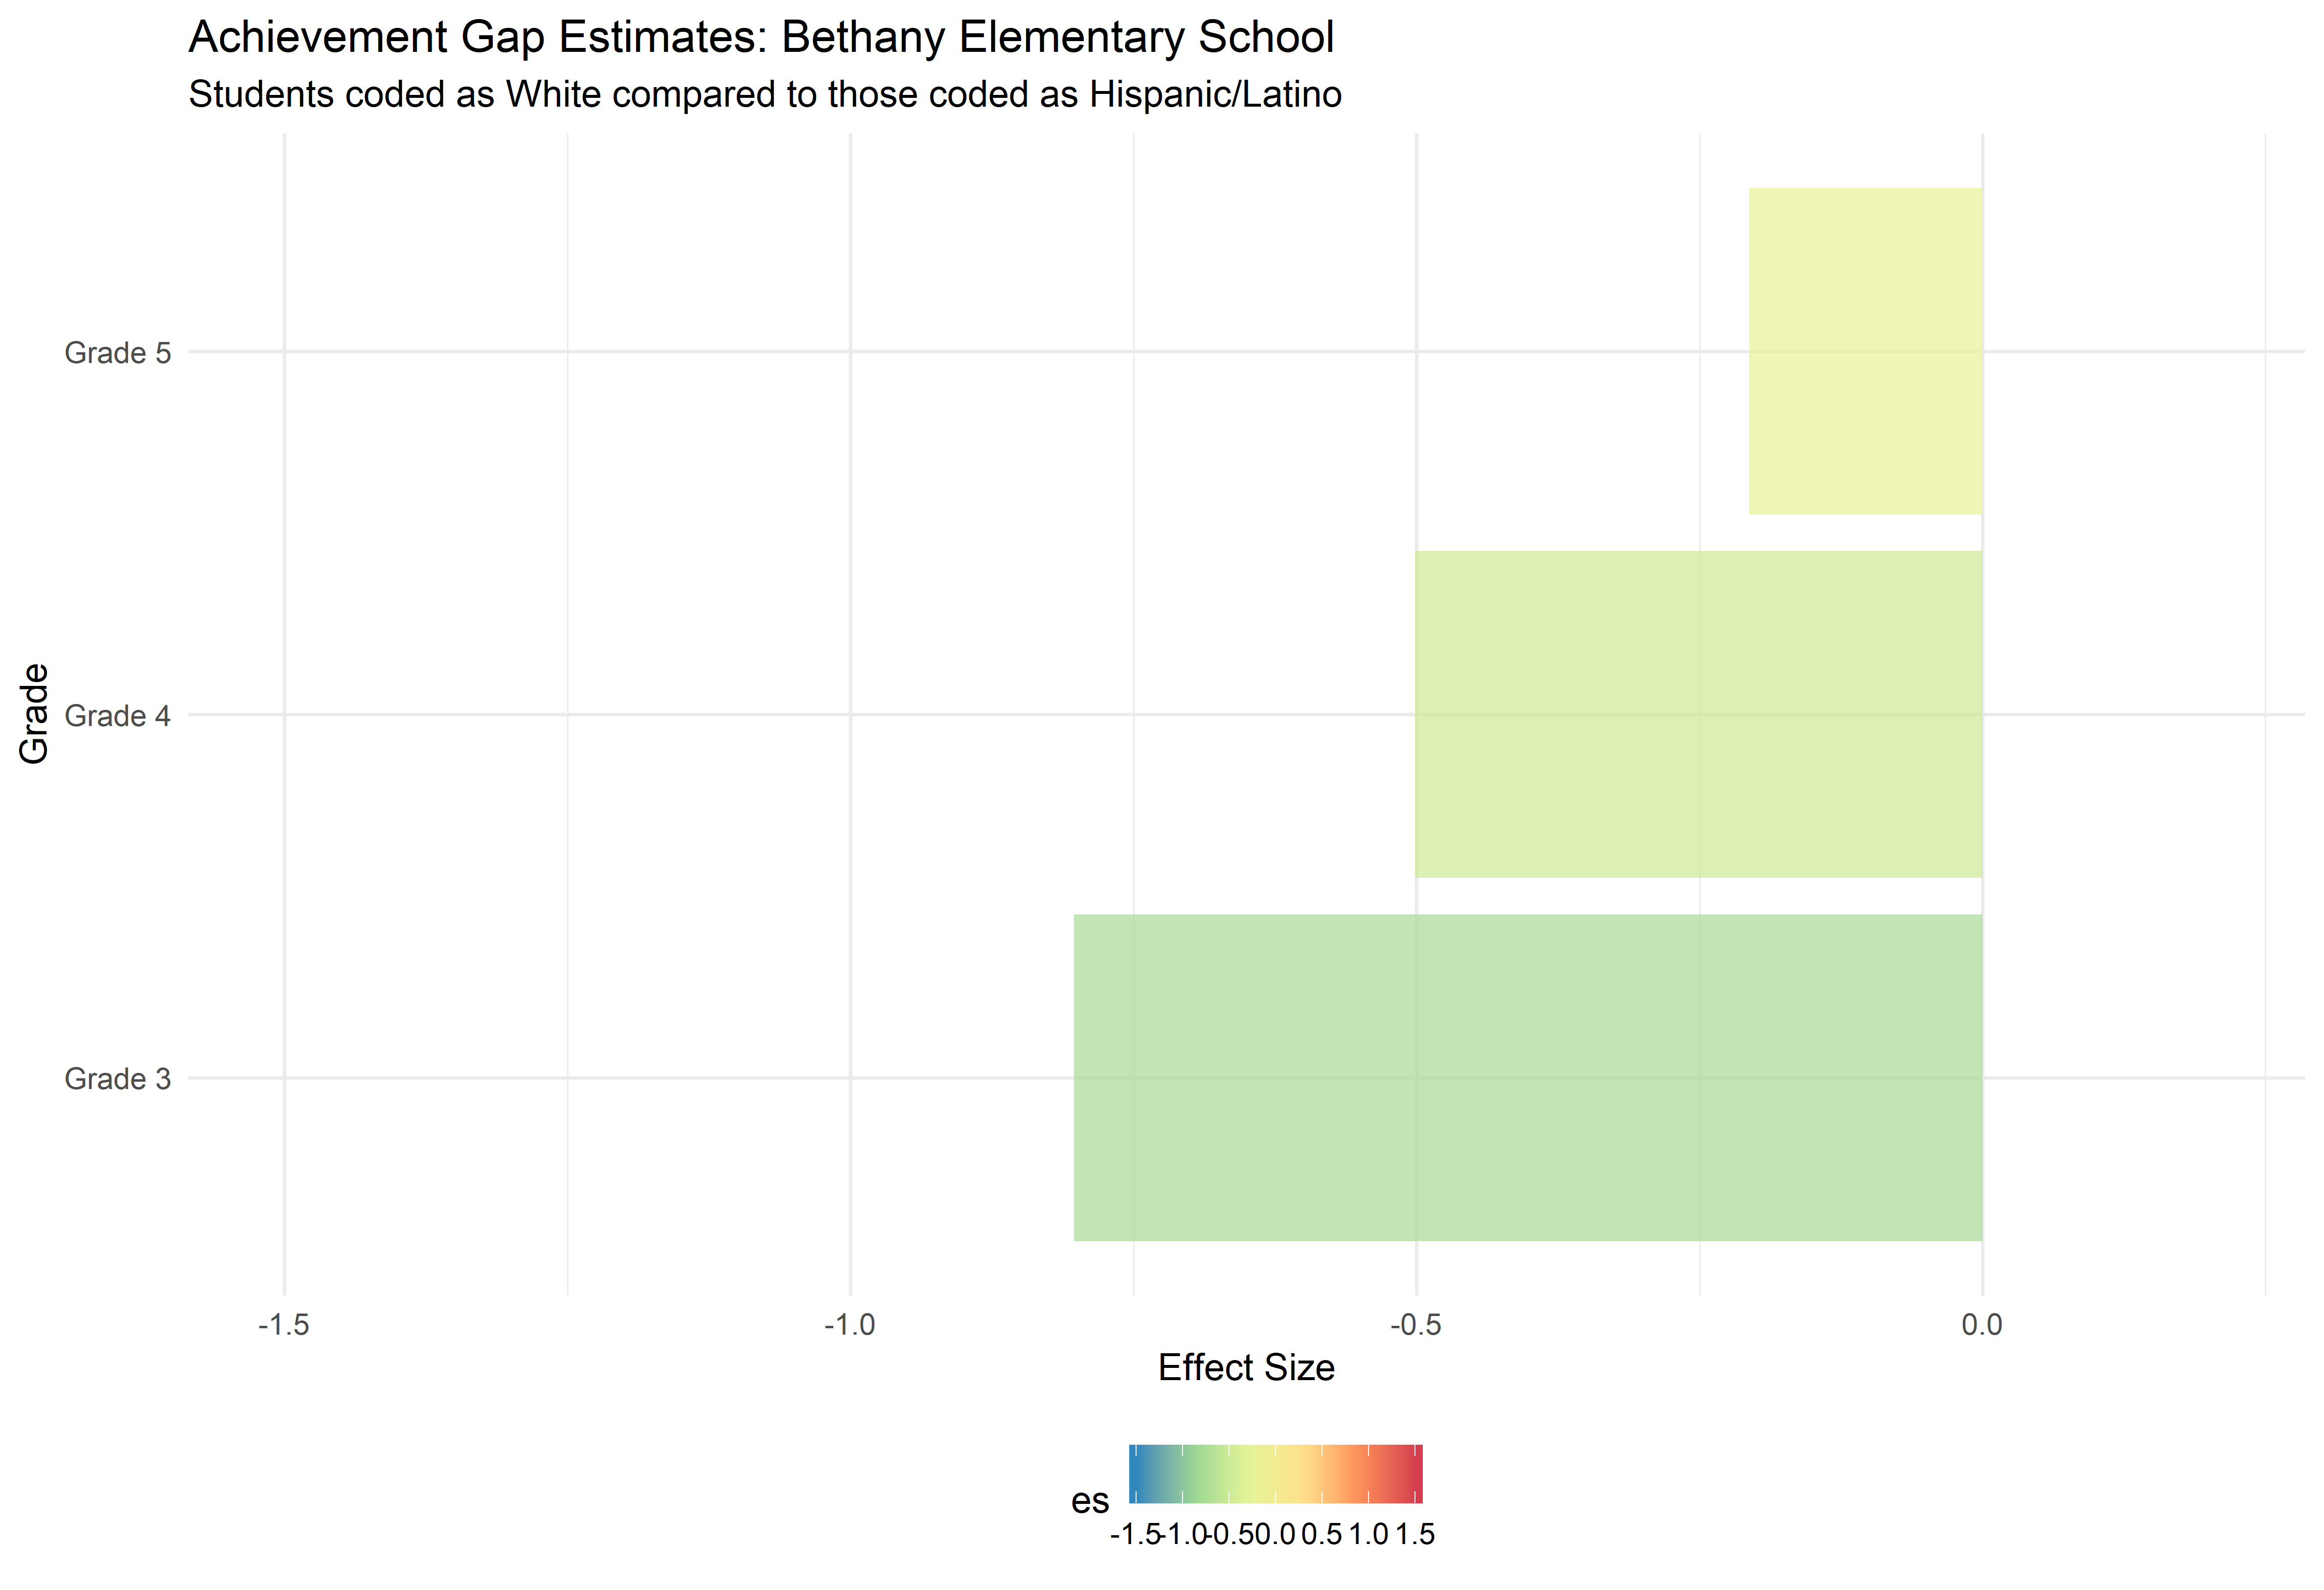 Achievement Gap Estimates: Bethany Elementary School
Students coded as White compared to those coded as Hispanic/Latino
Grade
Grade 5
Grade 4
Grade 3
-1.5 -1.0 -0.5 0.0
Effect Size
es
-1.5 -1.0 -0.5 0.0 0.5 1.0 1.5